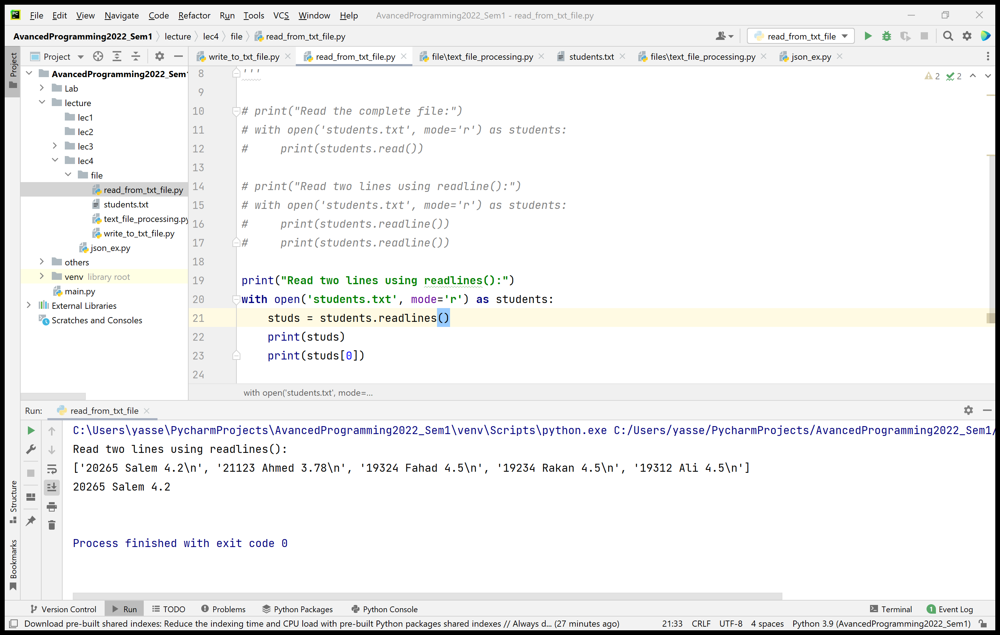 PC File Edit View Navigate Code Refactor Run Tools VCS Window Help AvancedProgramming2022_Sem1 - read_from_txt_file.py
AvancedProgramming2022_Sem1 lecture lec4 file read_from_txt_file.py read_from_txt_file
Project write_to_txt_file.py read_from_txt_file.py file\text_file_processing.py students.txt files\text_file_processing.py json_ex.py
Project
AvancedProgramming2022_Sem1
Lab
lecture
lec1
lec2
lec3
lec4
file
read_from_txt_file.py
students.txt
text_file_processing.py
write_to_txt_file.py
json_ex.py
others
venv library root
main.py
External Libraries
Scratches and Consoles
8 '''
2 2
9
10 # print("Read the complete file:")
11 # with open('students.txt', mode='r') as students:
12 #     print(students.read())
13
14 # print("Read two lines using readline():")
15 # with open('students.txt', mode='r') as students:
16 #     print(students.readline())
17 #     print(students.readline())
18
19 print("Read two lines using readlines():")
20 with open('students.txt', mode='r') as students:
21     studs = students.readlines()
22     print(studs)
23     print(studs[0])
24
with open('students.txt', mode=...
Run: read_from_txt_file
C:\Users\yasse\PycharmProjects\AvancedProgramming2022_Sem1\venv\Scripts\python.exe C:/Users/yasse/PycharmProjects/AvancedProgramming2022_Sem1/
Read two lines using readlines():
['20265 Salem 4.2\n', '21123 Ahmed 3.78\n', '19324 Fahad 4.5\n', '19234 Rakan 4.5\n', '19312 Ali 4.5\n']
20265 Salem 4.2
Process finished with exit code 0
Structure
Bookmarks
Version Control Run TODO Problems Python Packages Python Console Terminal 1 Event Log
Download pre-built shared indexes: Reduce the indexing time and CPU load with pre-built Python packages shared indexes // Always d... (27 minutes ago) 21:33 CRLF UTF-8 4 spaces Python 3.9 (AvancedProgramming2022_Sem1)